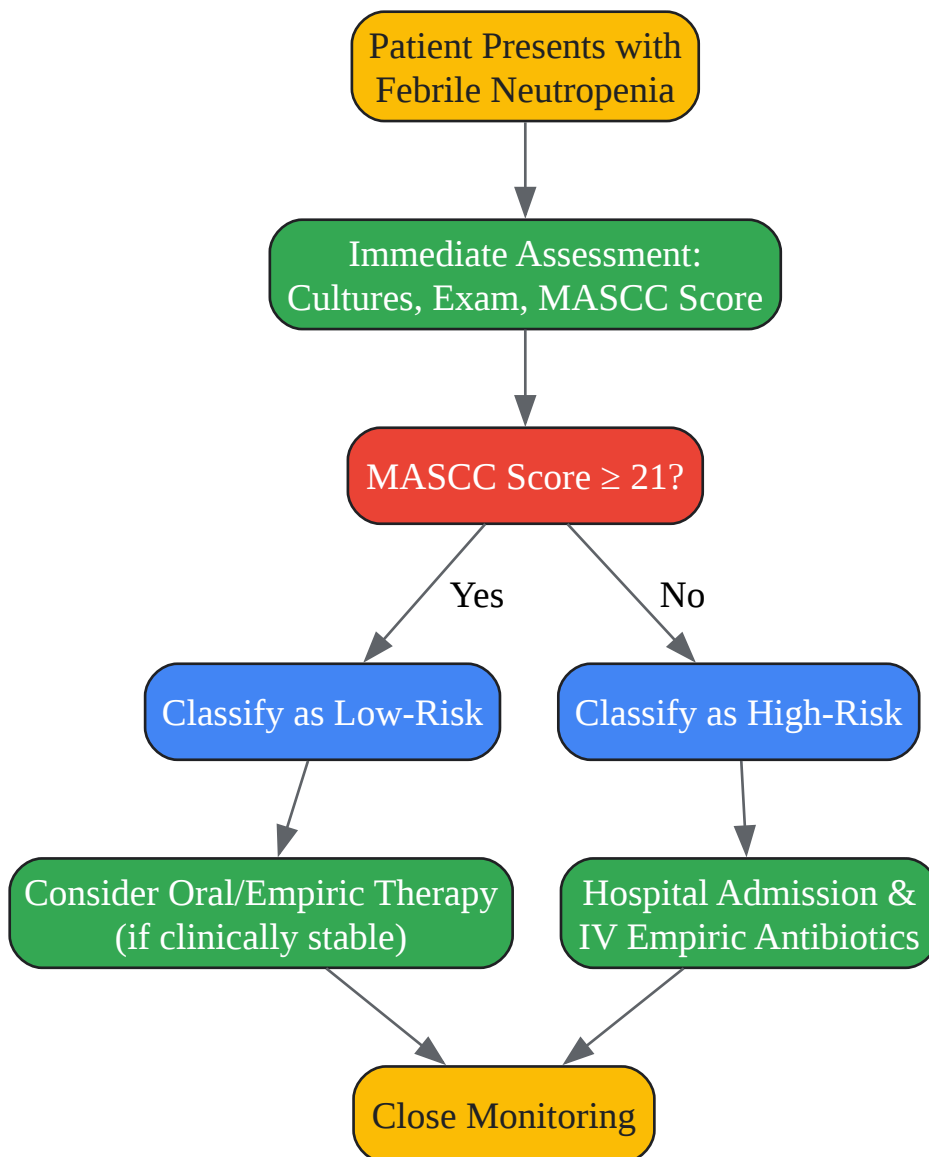 Patient Presents with
Febrile Neutropenia
Immediate Assessment:
Cultures, Exam, MASCC Score
MASCC Score ≥ 21?
Yes
No
Classify as Low-Risk
Classify as High-Risk
Consider Oral/Empiric Therapy
(if clinically stable)
Hospital Admission &
IV Empiric Antibiotics
Close Monitoring